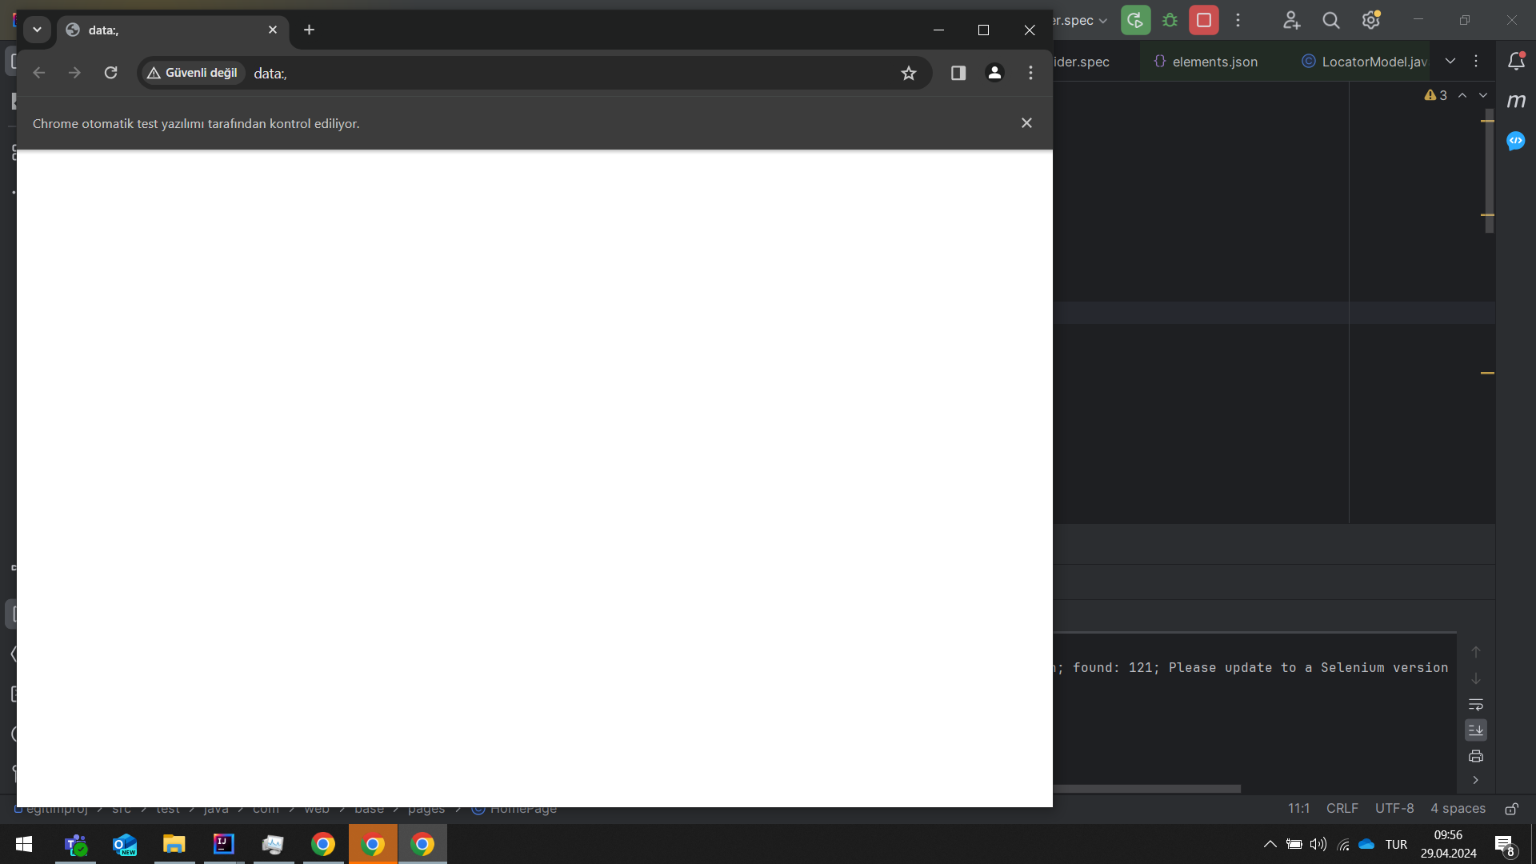 data:,
er.spec
Güvenli değil
data:,
ider.spec
elements.json
LocatorModel.jav
3
Chrome otomatik test yazılımı tarafından kontrol ediliyor.
; found: 121; Please update to a Selenium version
egitimproj > src > test > java > com > web > base > pages > HomePage
11:1 CRLF UTF-8 4 spaces
TUR
09:56
29.04.2024
8
NEW